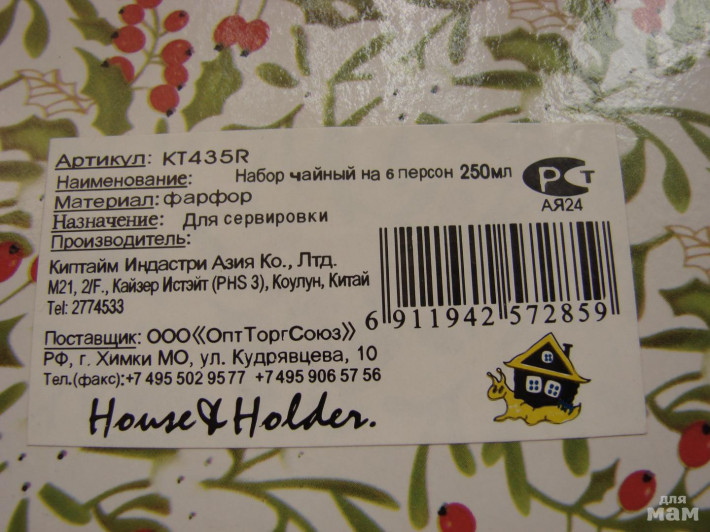 Артикул: KT435R
Наименование: Набор чайный на 6 персон 250мл
Материал: фарфор
Назначение: Для сервировки
Производитель:
Киптайм Индастри Азия Ко., Лтд.
М21, 2/F., Кайзер Истэйт (PHS 3), Коулун, Китай
Tel: 2774533
Поставщик: ООО《ОптТоргСоюз》
РФ, г. Химки МО, ул. Кудрявцева, 10
Тел.(факс):+7 495 502 95 77 +7 495 906 57 56
House & Holder.
РСТ
АЯ24
6 911942 572859
для
мам